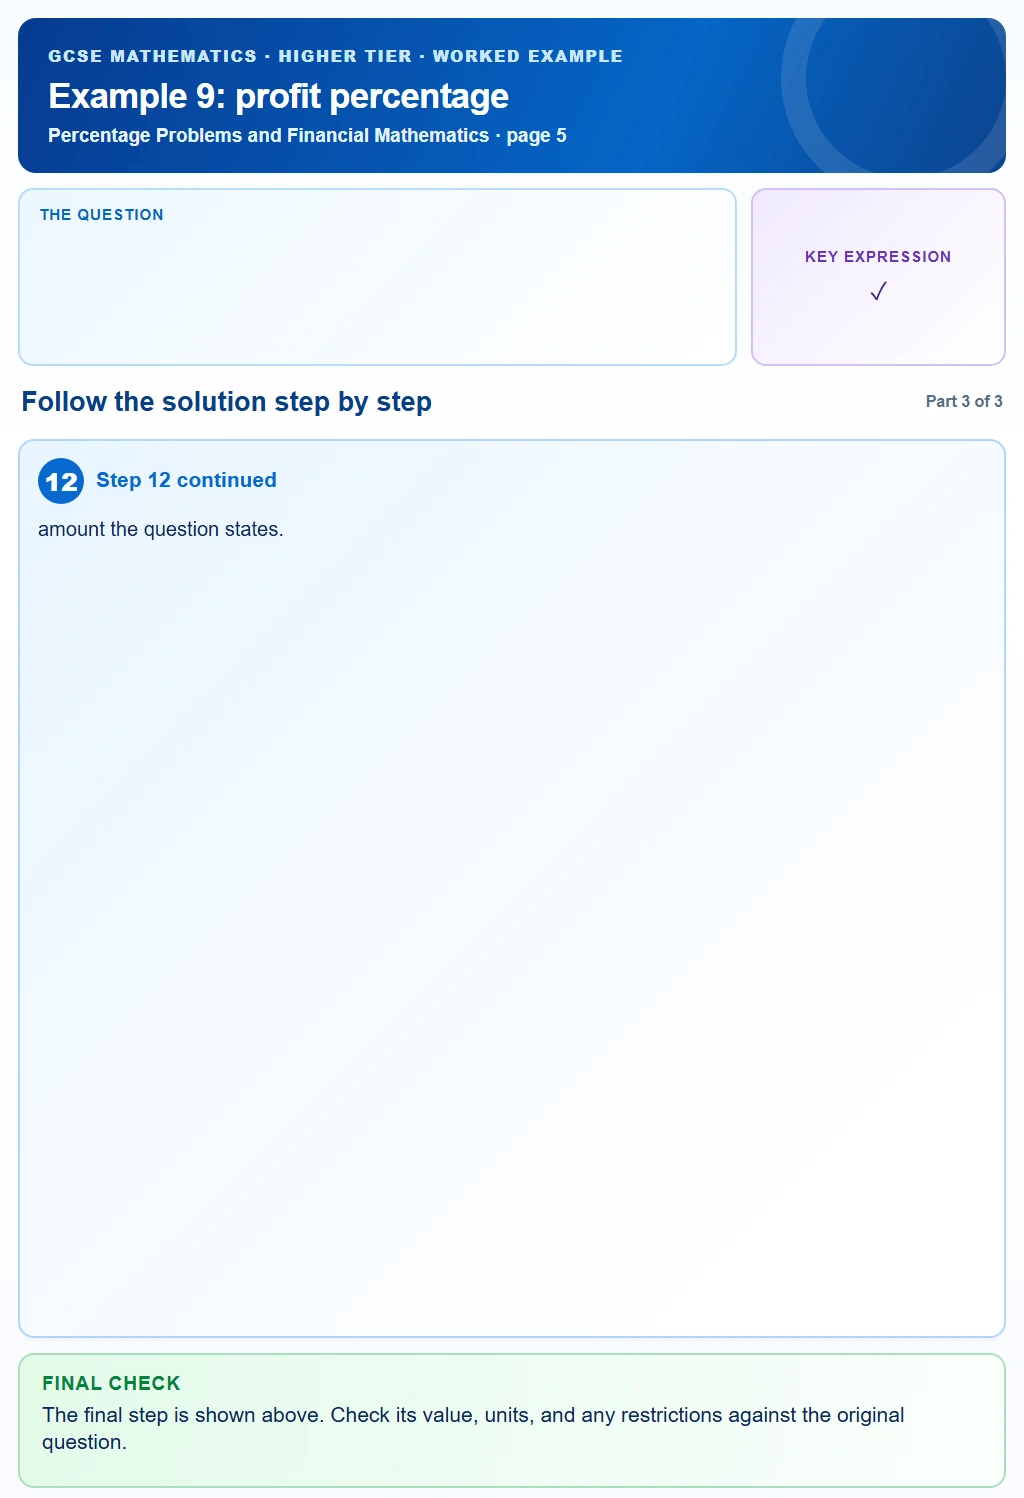 GCSE MATHEMATICS · HIGHER TIER · WORKED EXAMPLE
Example 9: profit percentage
Percentage Problems and Financial Mathematics · page 5
THE QUESTION
KEY EXPRESSION
✓
Follow the solution step by step
Part 3 of 3
12 Step 12 continued
amount the question states.
FINAL CHECK
The final step is shown above. Check its value, units, and any restrictions against the original
question.